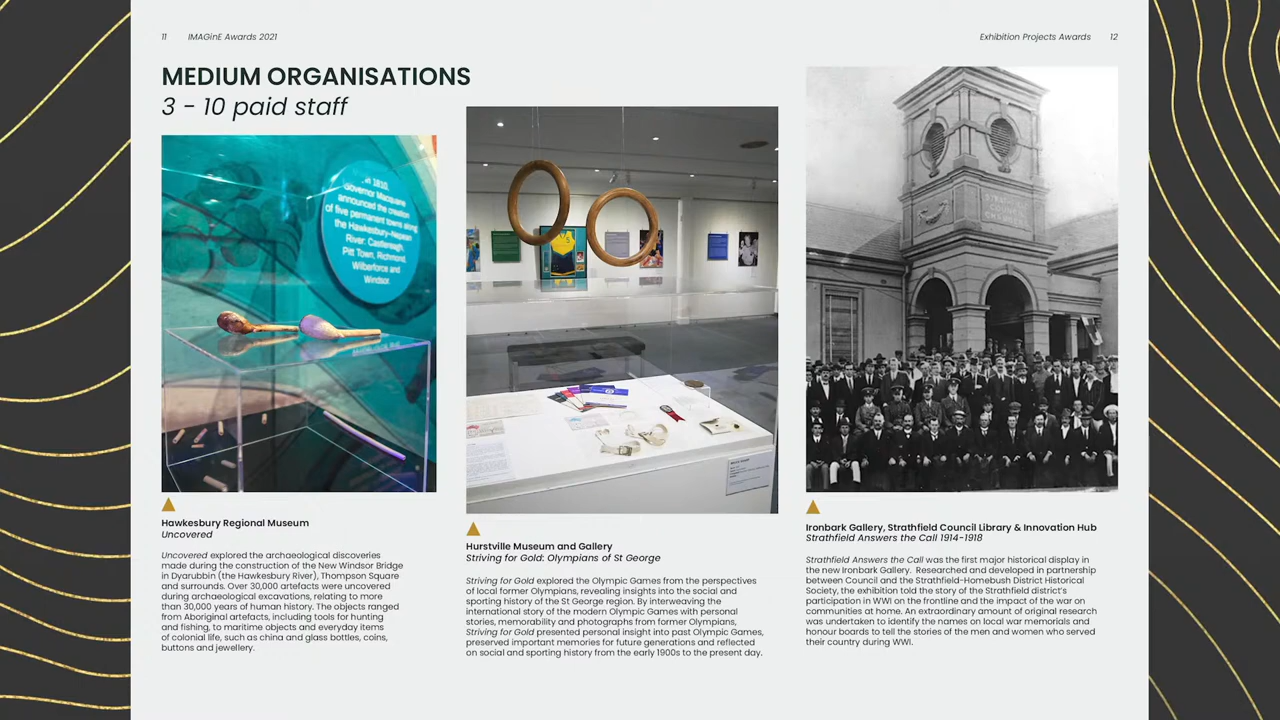 11 IMAGinE Awards 2021
Exhibition Projects Awards 12
MEDIUM ORGANISATIONS
3 - 10 paid staff
In 1810,
Governor Macquarie
announced the creation
of five permanent towns along
the Hawkesbury-Nepean
River: Castlereagh,
Pitt Town, Richmond,
Wilberforce and
Windsor.
Hawkesbury Regional Museum
Uncovered
Uncovered explored the archaeological discoveries
made during the construction of the New Windsor Bridge
in Dyarubin (the Hawkesbury River), Thompson Square
and surrounds. Over 30,000 artefacts were uncovered
during archaeological excavations, relating to more
than 30,000 years of human history. The objects ranged
from Aboriginal artefacts, including tools for hunting
and fishing, to maritime objects and everyday items
of colonial life, such as china and glass bottles, coins,
buttons and jewellery.
Hurstville Museum and Gallery
Striving for Gold: Olympians of St George
Striving for Gold explored the Olympic Games from the perspectives
of local former Olympians, revealing insights into the social and
sporting history of the St George region. By interweaving the
international story of the modern Olympic Games with personal
stories, memorability and photographs from former Olympians,
Striving for Gold presented personal insight into past Olympic Games,
preserved important memories for future generations and reflected
on social and sporting history from the early 1900s to the present day.
Ironbark Gallery, Strathfield Council Library & Innovation Hub
Strathfield Answers the Call 1914-1918
Strathfield Answers the Call was the first major historical display in
the new Ironbark Gallery. Researched and developed in partnership
between Council and the Strathfield-Homebush District Historical
Society, the exhibition told the story of the Strathfield district's
participation in WWI on the frontline and the impact of the war on
communities at home. An extraordinary amount of original research
was undertaken to identify the names on local war memorials and
honour boards to tell the stories of the men and women who served
their country during WWI.